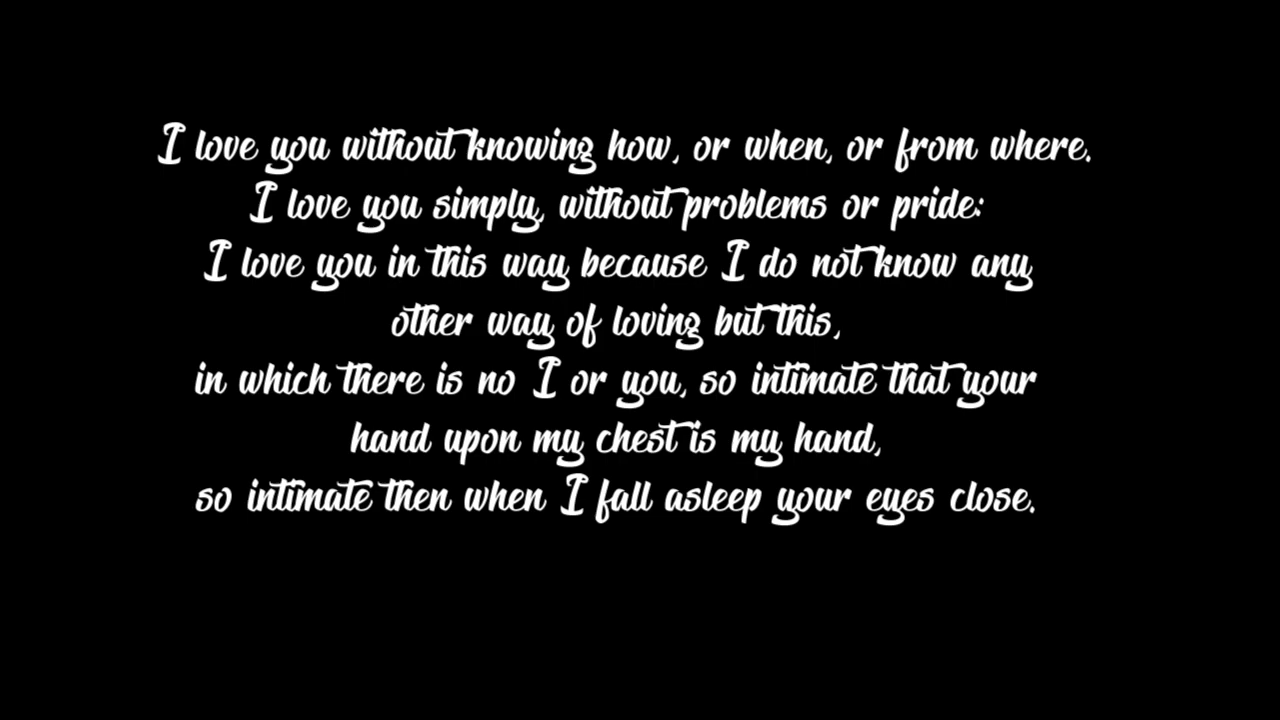 I love you without knowing how, or when, or from where.
I love you simply, without problems or pride:
I love you in this way because I do not know any
other way of loving but this,
in which there is no I or you, so intimate that your
hand upon my chest is my hand,
so intimate then when I fall asleep your eyes close.